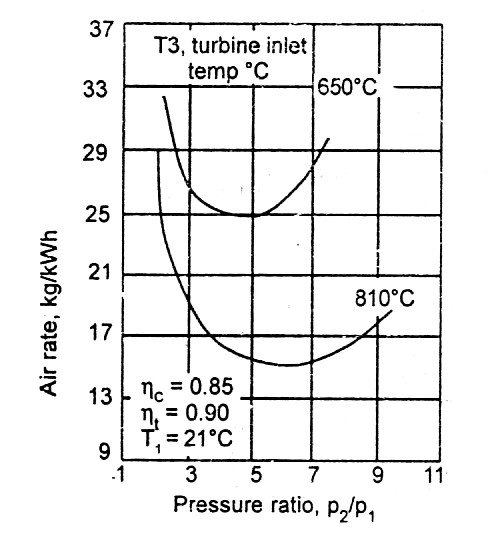 37
T3, turbine inlet
temp °C
33
650°C
29
25
21
810°C
17
13
ηc = 0.85
ηt = 0.90
T1 = 21°C
9
1 3 5 7 9 11
Air rate, kg/kWh
Pressure ratio, p2/p1